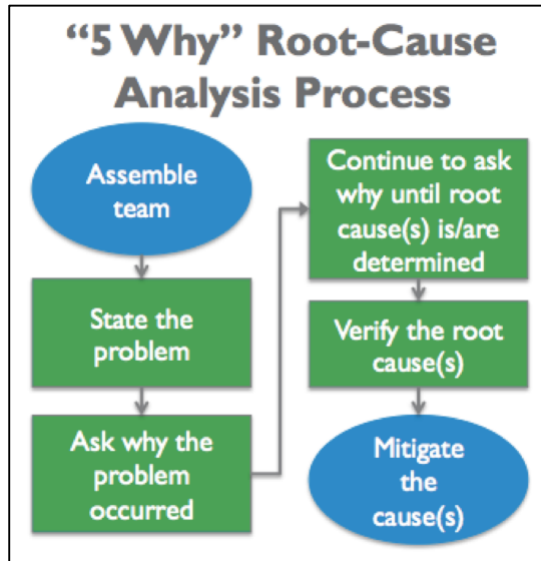 “5 Why” Root-Cause
Analysis Process
Assemble
team
State the
problem
Ask why the
problem
occurred
Continue to ask
why until root
cause(s) is/are
determined
Verify the root
cause(s)
Mitigate
the
cause(s)